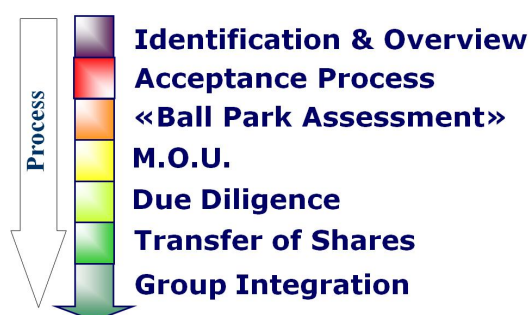 Process
Identification & Overview
Acceptance Process
«Ball Park Assessment»
M.O.U.
Due Diligence
Transfer of Shares
Group Integration